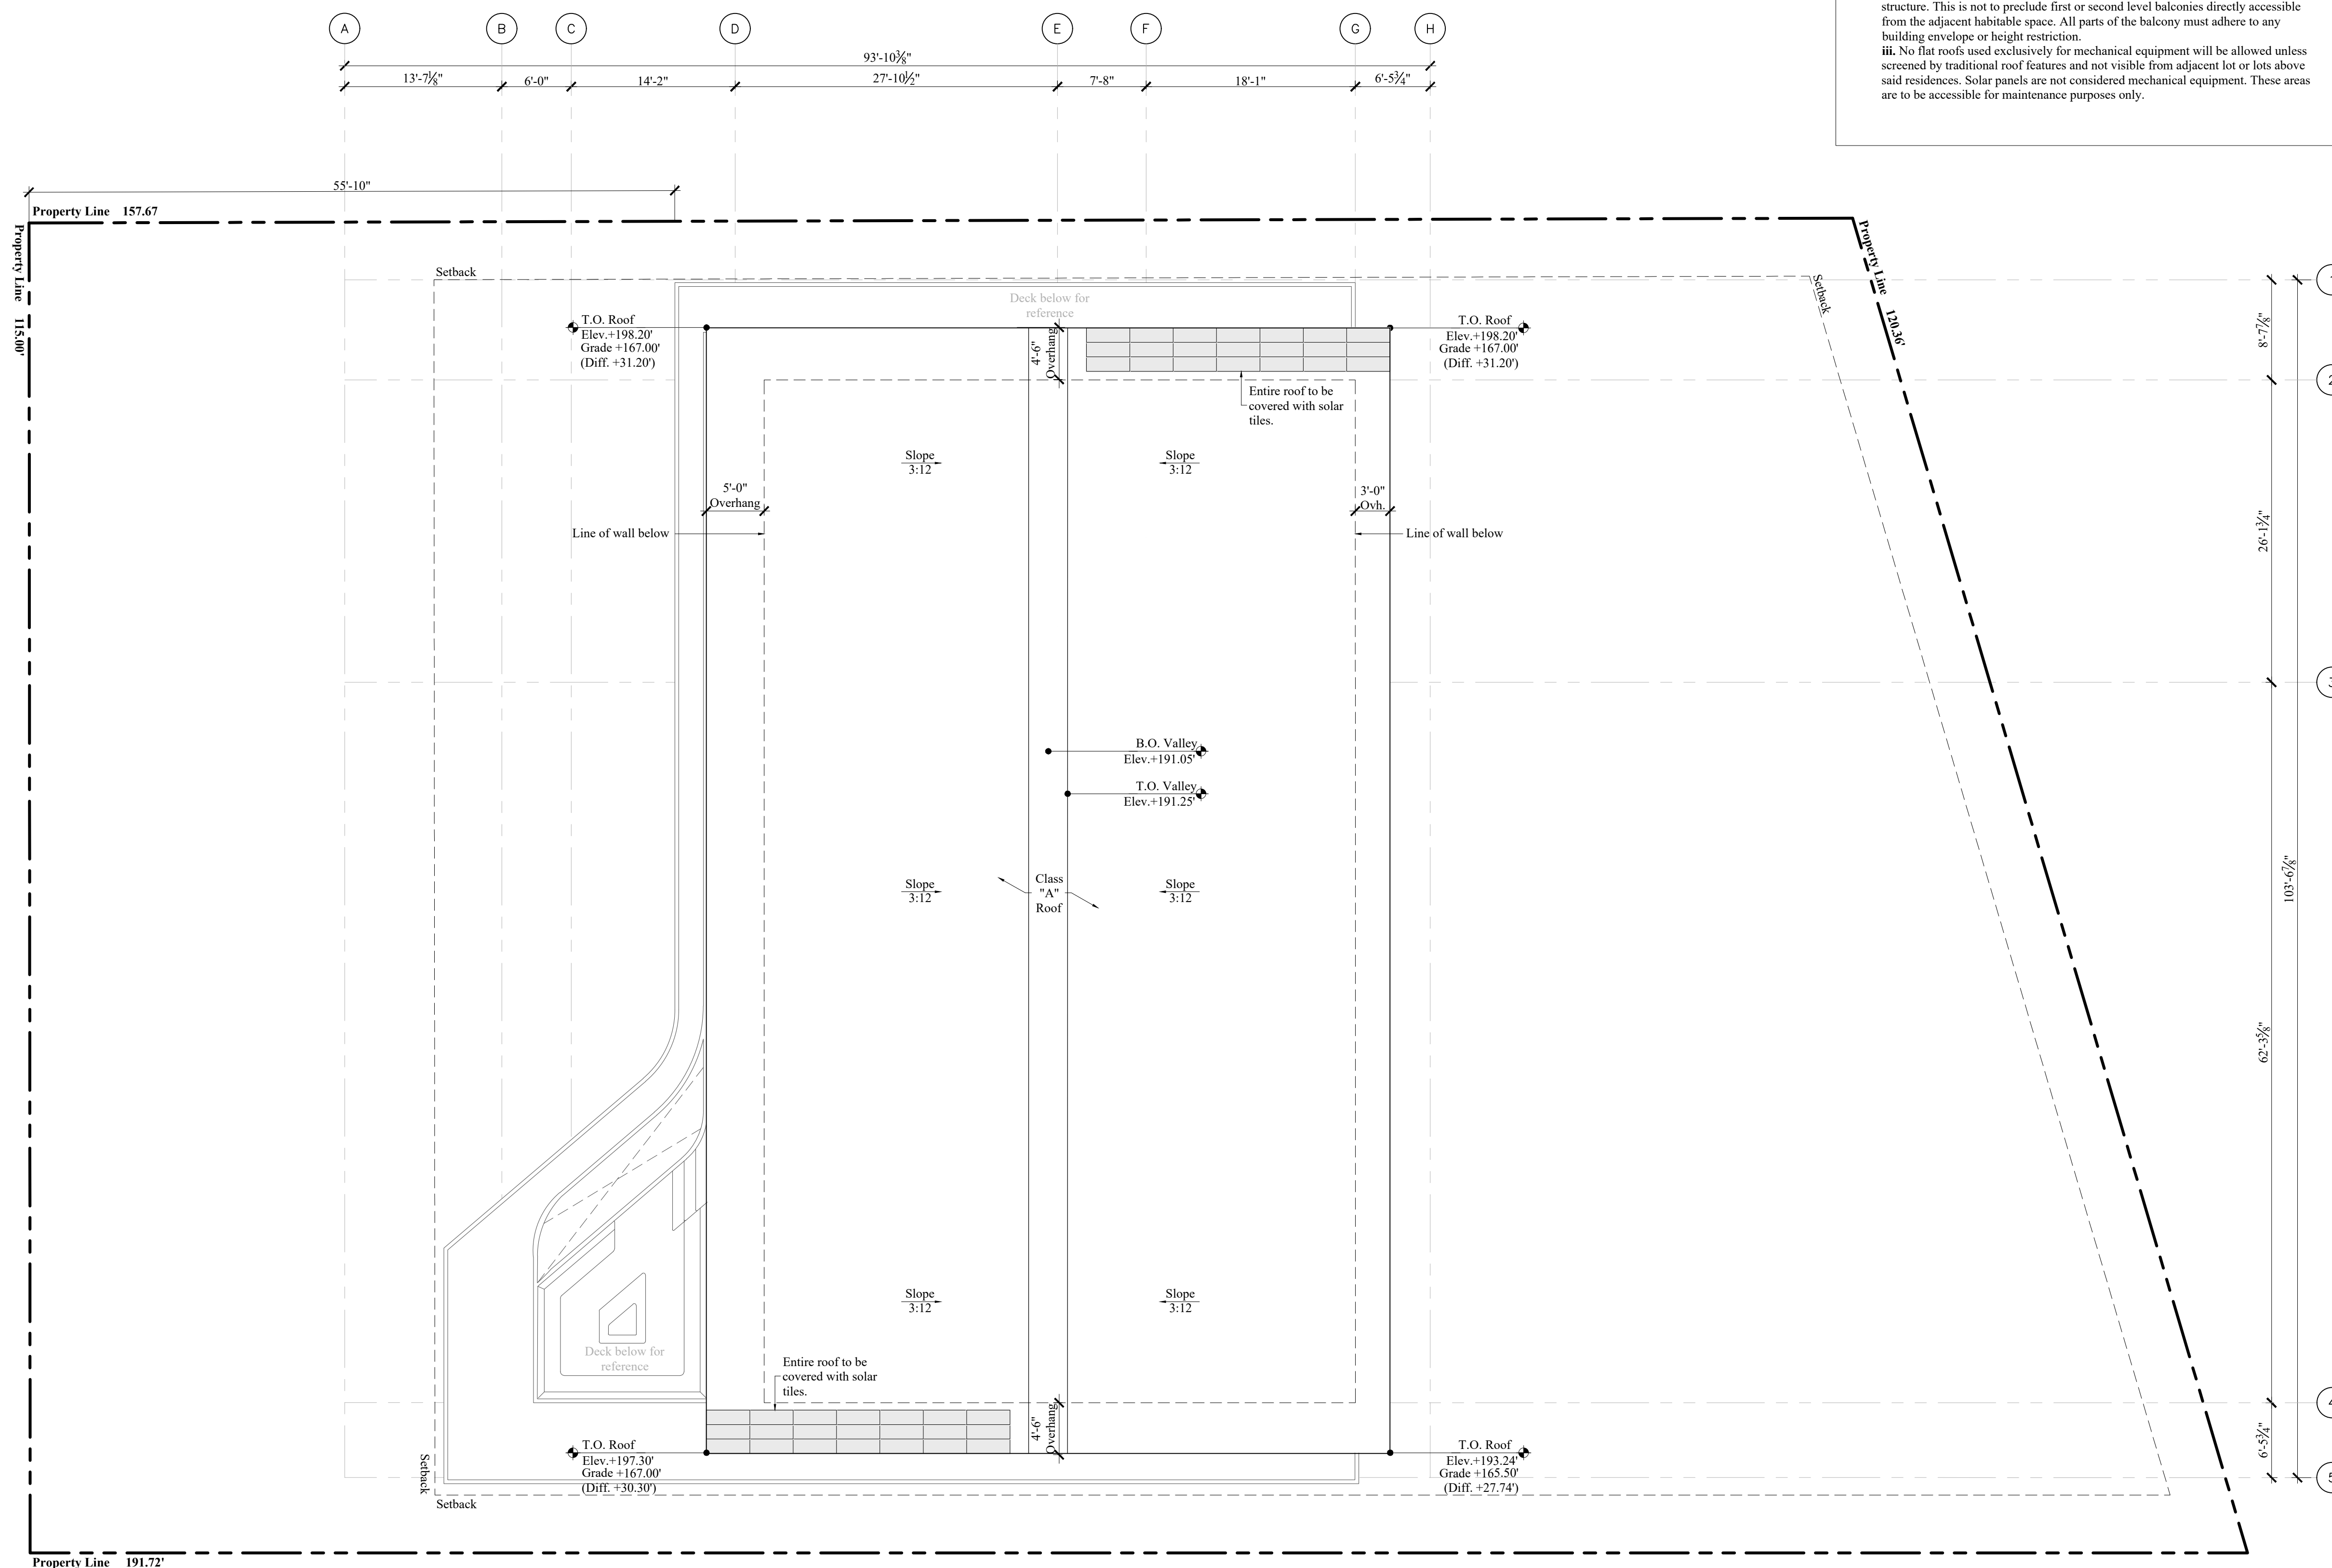 structure. This is not to preclude first or second level balconies directly accessible
from the adjacent habitable space. All parts of the balcony must adhere to any
building envelope or height restriction.
iii. No flat roofs used exclusively for mechanical equipment will be allowed unless
screened by traditional roof features and not visible from adjacent lot or lots above
said residences. Solar panels are not considered mechanical equipment. These areas
are to be accessible for maintenance purposes only.
A
B
C
D
E
F
G
H
93'-10⅜"
13'-7⅛"
6'-0"
14'-2"
27'-10½"
7'-8"
18'-1"
6'-5¾"
55'-10"
Property Line 157.67
Property Line 115.00'
Property Line 120.36'
Setback
Setback
Deck below for
reference
T.O. Roof
Elev.+198.20'
Grade +167.00'
(Diff. +31.20')
4'-6"
Overhang
T.O. Roof
Elev.+198.20'
Grade +167.00'
(Diff. +31.20')
8'-7⅞"
Entire roof to be
covered with solar
tiles.
Slope
3:12
Slope
3:12
5'-0"
Overhang
3'-0"
Ovh.
Line of wall below
Line of wall below
26'-1¾"
B.O. Valley
Elev.+191.05'
T.O. Valley
Elev.+191.25'
Slope
3:12
Class
"A"
Roof
Slope
3:12
103'-6⅞"
62'-3⅝"
Slope
3:12
Slope
3:12
Deck below for
reference
Entire roof to be
covered with solar
tiles.
4'-6"
Overhang
6'-5¾"
T.O. Roof
Elev.+197.30'
Grade +167.00'
(Diff. +30.30')
T.O. Roof
Elev.+193.24'
Grade +165.50'
(Diff. +27.74')
Setback
Setback
Property Line 191.72'